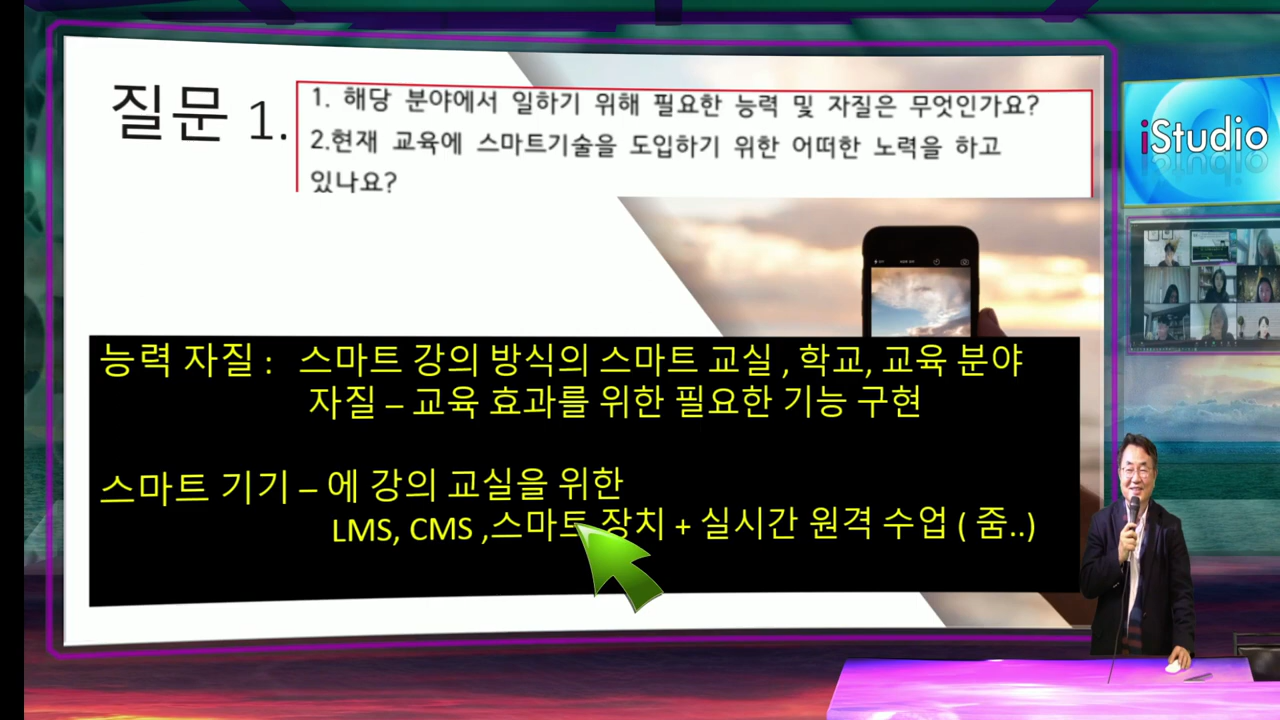 질문 1.
1. 해당 분야에서 일하기 위해 필요한 능력 및 자질은 무엇인가요?
2.현재 교육에 스마트기술을 도입하기 위한 어떠한 노력을 하고
있나요?
iStudio
능력 자질 : 스마트 강의 방식의 스마트 교실 , 학교, 교육 분야
자질 – 교육 효과를 위한 필요한 기능 구현
스마트 기기 – 에 강의 교실을 위한
LMS, CMS ,스마트 장치 + 실시간 원격 수업 ( 줌..)